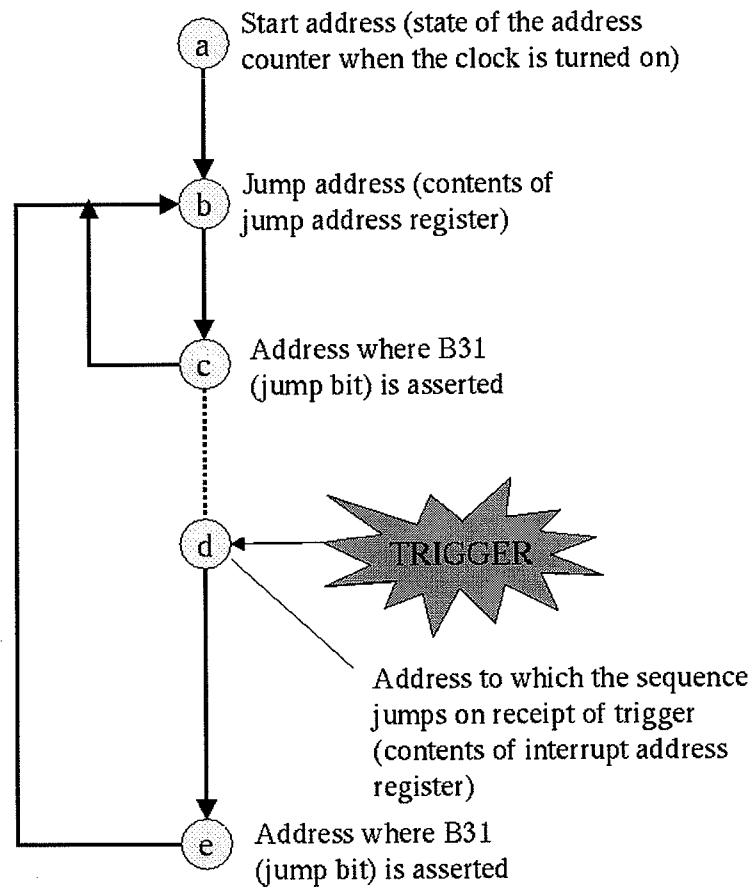 a
Start address (state of the address
counter when the clock is turned on)
b
Jump address (contents of
jump address register)
c
Address where B31
(jump bit) is asserted
d
TRIGGER
Address to which the sequence
jumps on receipt of trigger
(contents of interrupt address
register)
e
Address where B31
(jump bit) is asserted